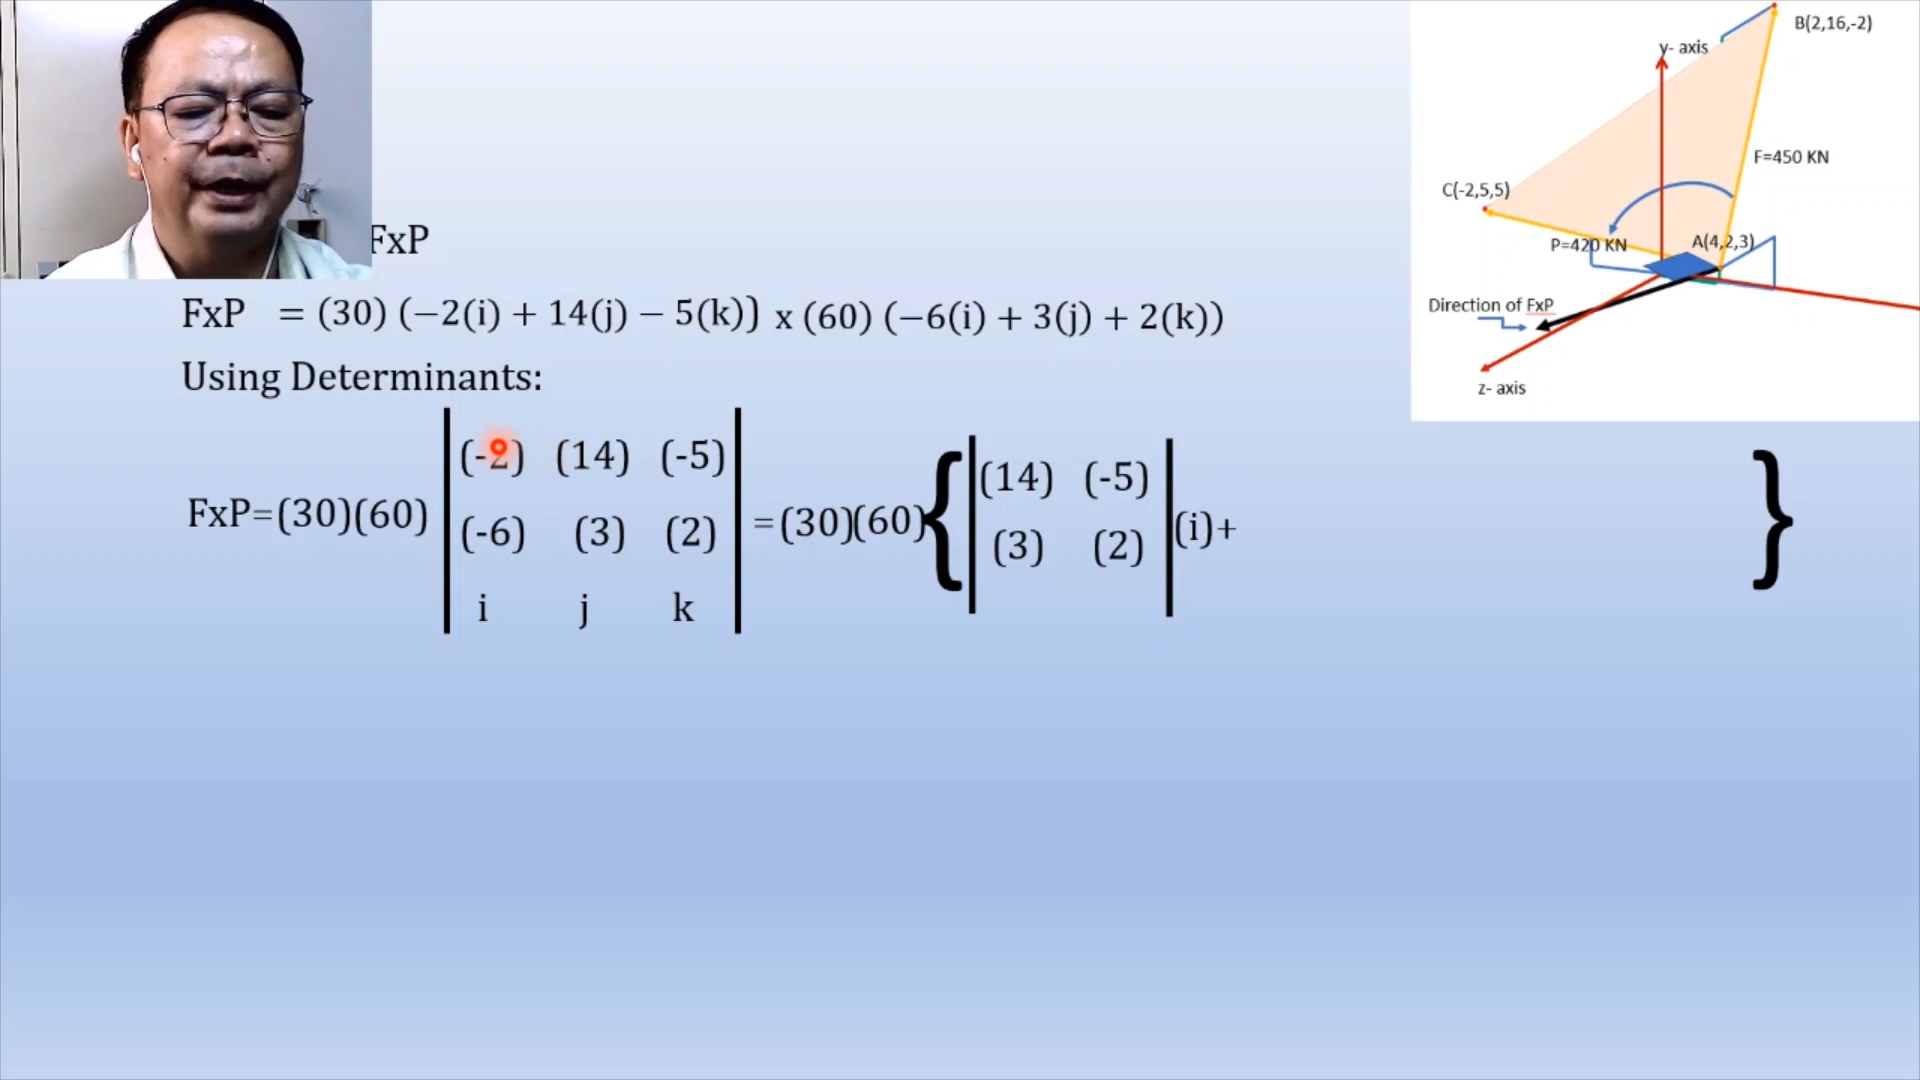 FxP
FxP = (30) (−2(i) + 14(j) − 5(k)) x (60) (−6(i) + 3(j) + 2(k))
Using Determinants:
FxP=(30)(60) | (-2) (14) (-5) | =(30)(60) { | (14) (-5) | (i)+ }
(-6) (3) (2) (3) (2)
i j k
B(2,16,-2)
y- axis
F=450 KN
C(-2,5,5)
P=420 KN
A(4,2,3)
Direction of FxP
z- axis